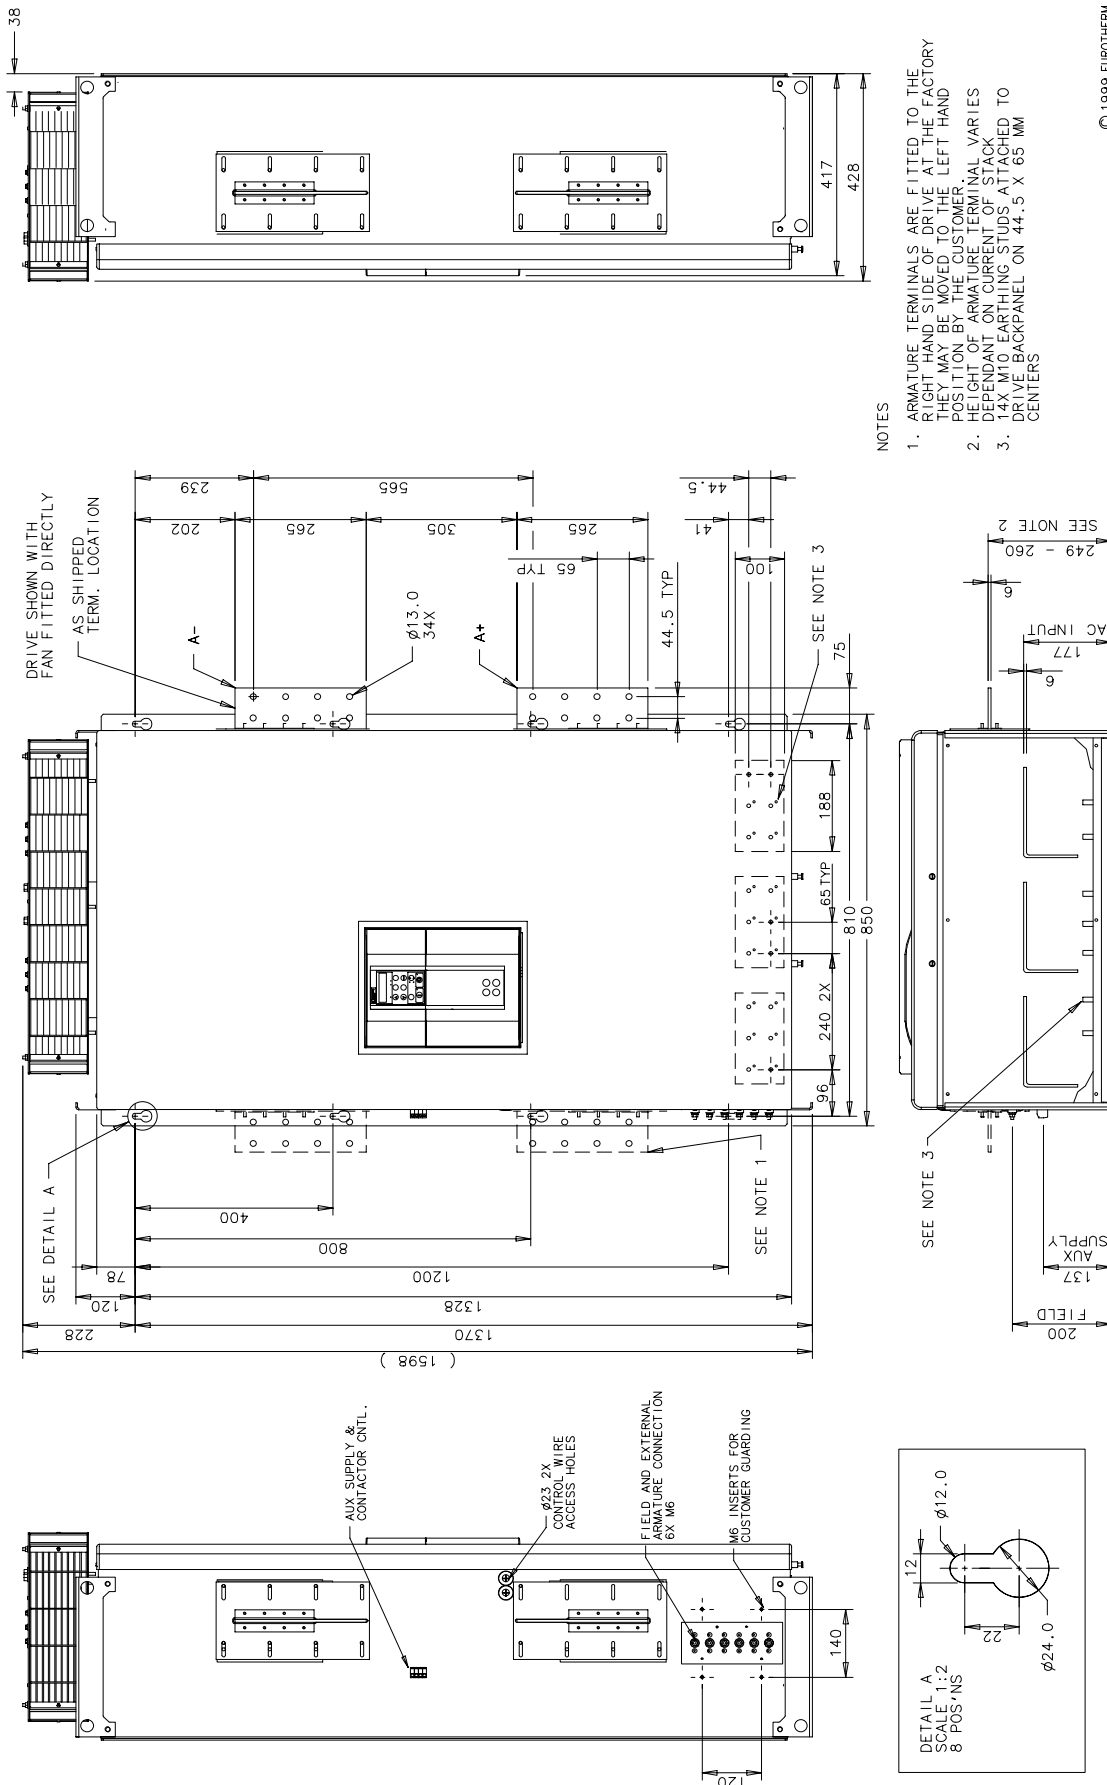 38
417
428
NOTES
1. ARMATURE TERMINALS ARE FITTED TO THE
RIGHT HAND SIDE OF DRIVE AT THE FACTORY
THEY MAY BE MOVED TO THE LEFT HAND
POSITION BY THE CUSTOMER.
2. HEIGHT OF ARMATURE TERMINAL VARIES
DEPENDANT ON CURRENT OF STACK
3. 14X M10 EARTHING STUDS ATTACHED TO
DRIVE BACKPANEL ON 44.5 X 65 MM
CENTERS
© 1999 EUROTHERM
DRIVE SHOWN WITH
FAN FITTED DIRECTLY
AS SHIPPED
TERM. LOCATION
A-
A+
Ø13.0
34X
239
565
202
265
305
265
65 TYP
44.5 TYP
44.5
41
100
SEE NOTE 3
75
188
65TYP
240 2X
96
810
850
SEE DETAIL A
SEE NOTE 1
400
800
1200
78
120
1328
228
1370
( 1598 )
249 - 260
SEE NOTE 2
6
177
AC INPUT
6
SEE NOTE 3
137
AUX
SUPPLY
200
FIELD
AUX SUPPLY &
CONTACTOR CNTL.
Ø23 2X
CONTROL WIRE
ACCESS HOLES
FIELD AND EXTERNAL
ARMATURE CONNECTION
6X M6
M6 INSERTS FOR
CUSTOMER GUARDING
140
120
DETAIL A
SCALE 1:2
8 POS'NS
12
Ø12.0
22
Ø24.0